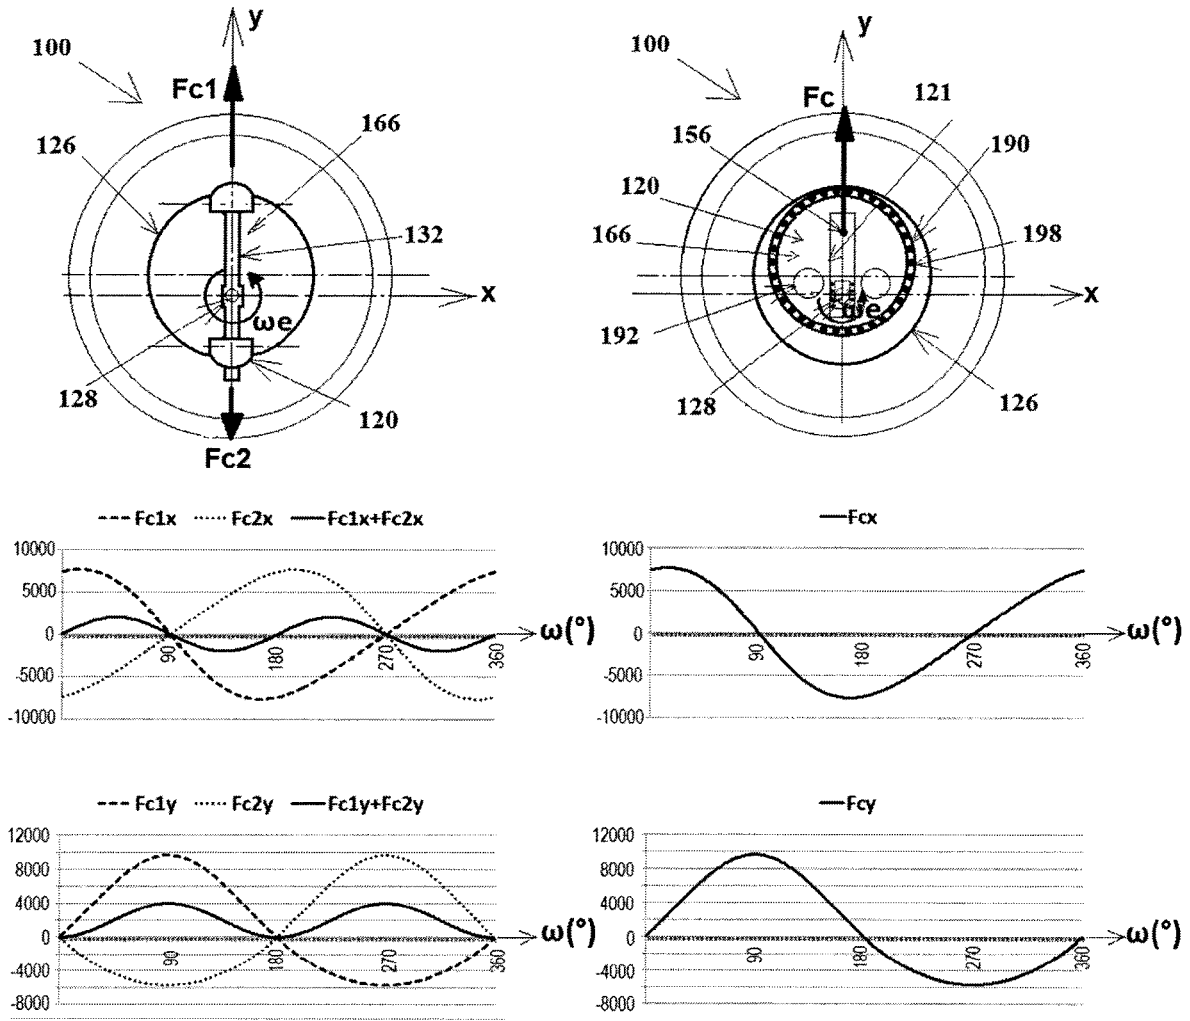 y
100
Fc1
126
166
132
x
ωe
128
120
Fc2
y
100
Fc
121
156
190
120
166
198
x
ωe
192
128
126
Fc1x Fc2x Fc1x+Fc2x
10000
5000
0
-5000
-10000
90 180 270 360
ω(°)
Fcx
10000
5000
0
-5000
-10000
90 180 270 360
ω(°)
Fc1y Fc2y Fc1y+Fc2y
12000
8000
4000
0
-4000
-8000
90 180 270 360
ω(°)
Fcy
12000
8000
4000
0
-4000
-8000
90 180 270 360
ω(°)